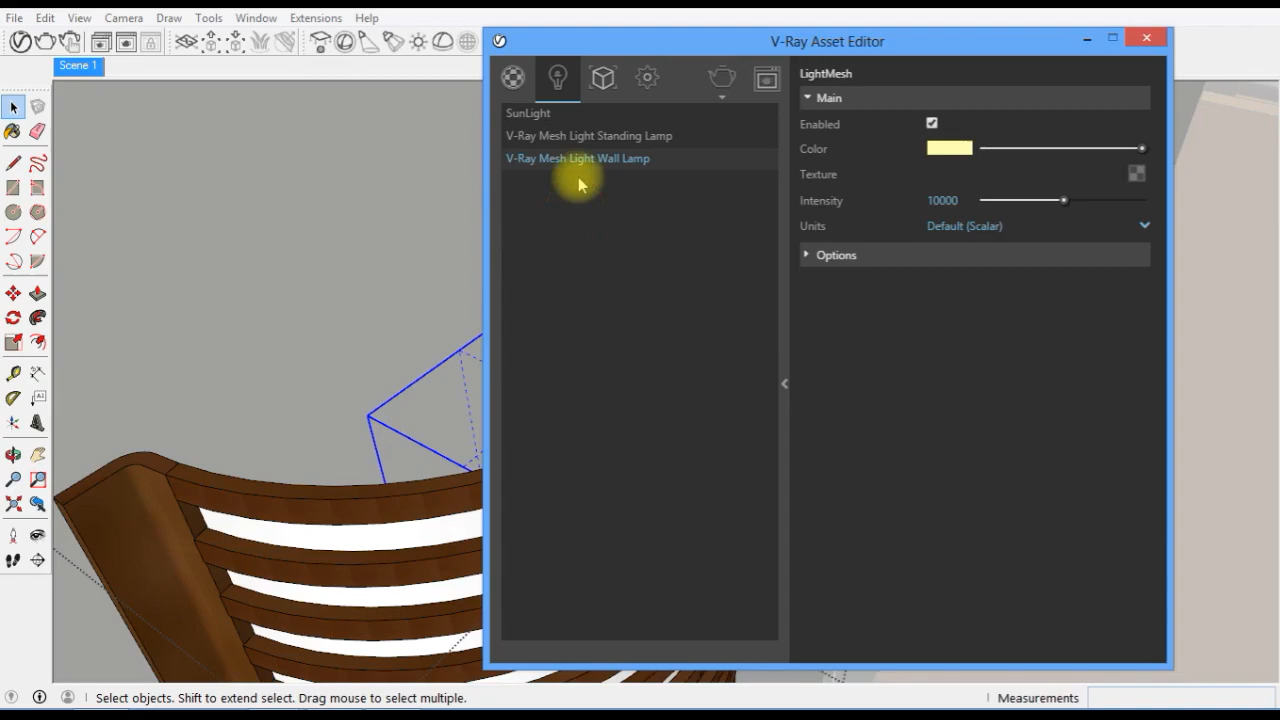 File Edit View Camera Draw Tools Window Extensions Help
V-Ray Asset Editor
Scene 1
LightMesh
Main
SunLight
Enabled
V-Ray Mesh Light Standing Lamp
Color
V-Ray Mesh Light Wall Lamp
Texture
Intensity 10000
Units Default (Scalar)
Options
Select objects. Shift to extend select. Drag mouse to select multiple.
Measurements